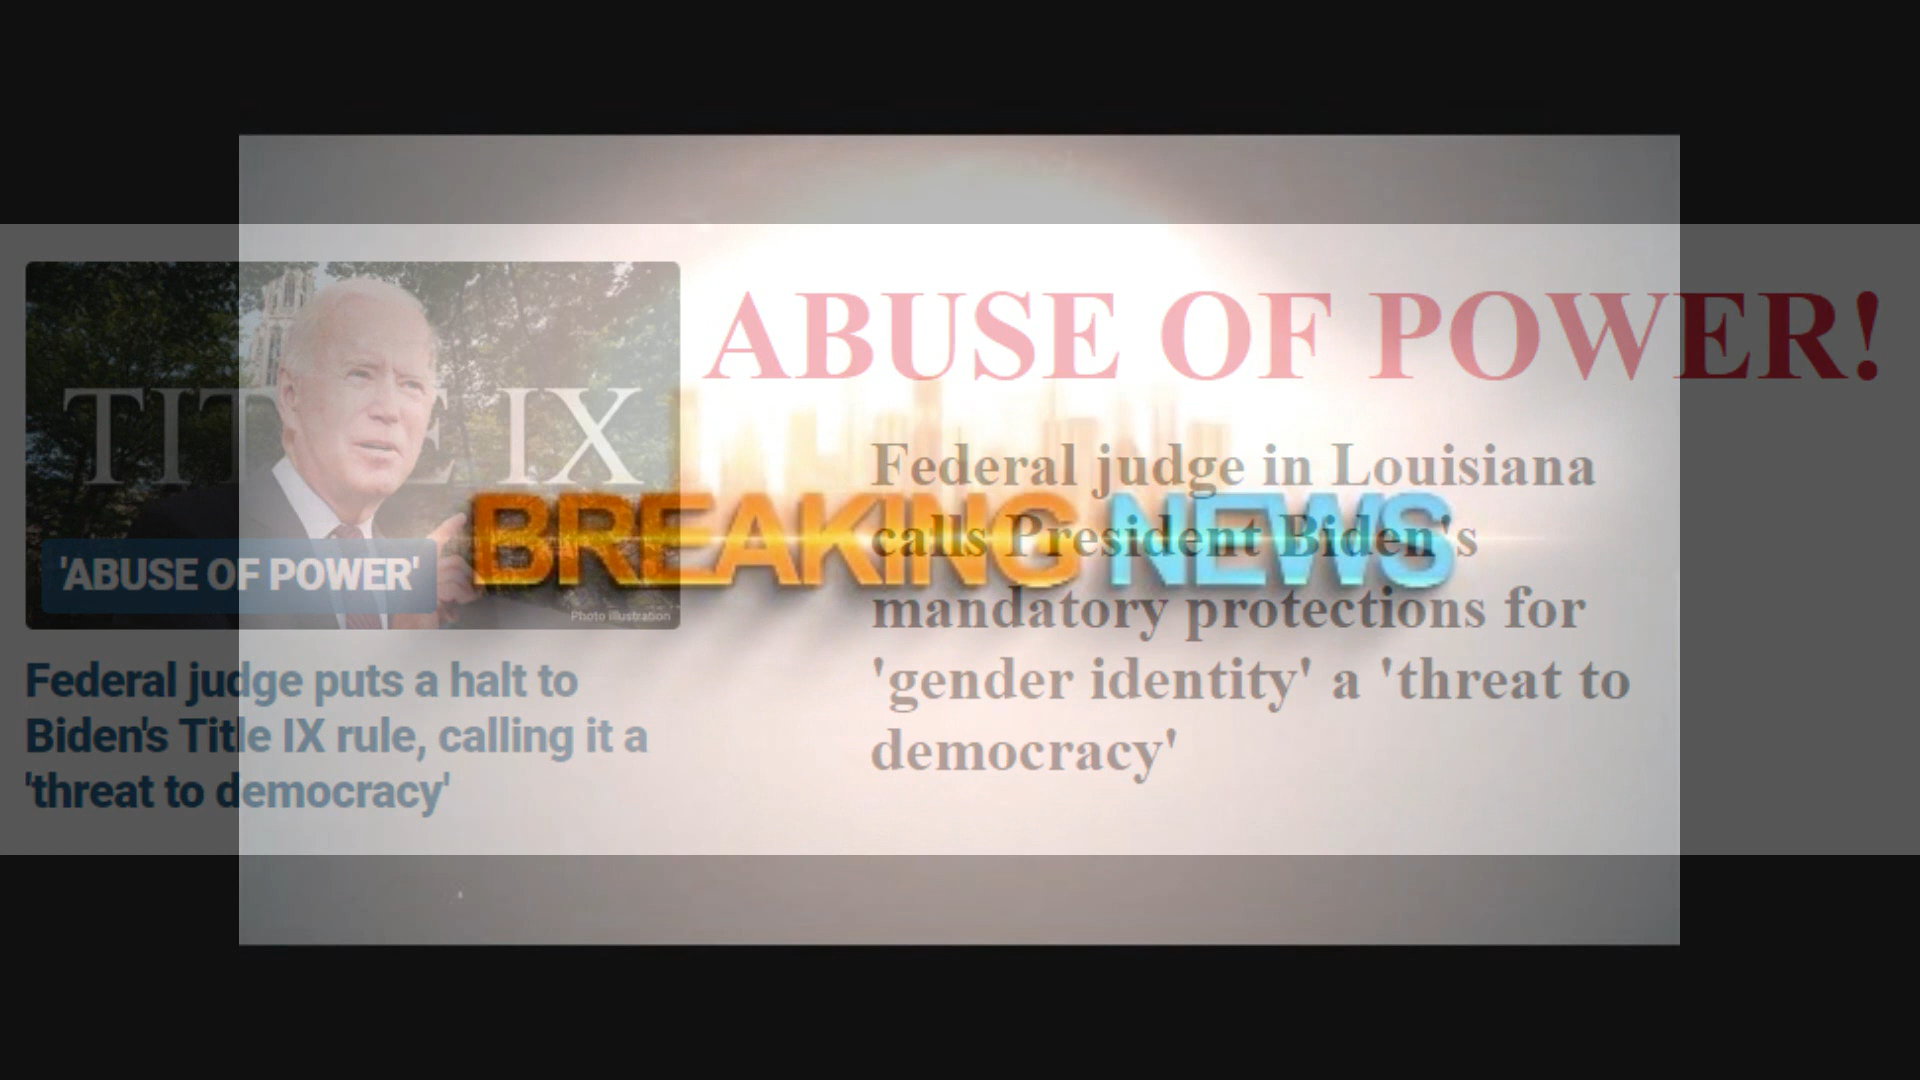 TITLE IX
'ABUSE OF POWER'
Photo illustration
Federal judge puts a halt to
Biden's Title IX rule, calling it a
'threat to democracy'
BREAKING NEWS
ABUSE OF POWER!
Federal judge in Louisiana
calls President Biden's
mandatory protections for
'gender identity' a 'threat to
democracy'